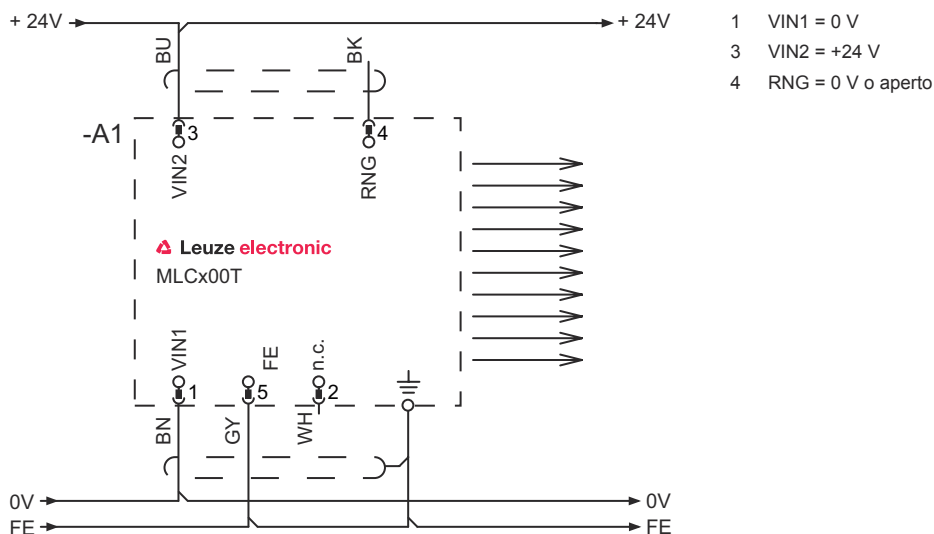 + 24V
+ 24V
BU
BK
-A1
3
4
VIN2
RNG
Leuze electronic
MLCx00T
VIN1
FE
n.c.
1
5
2
BN
GY
WH
0V
0V
FE
FE
1 VIN1 = 0 V
3 VIN2 = +24 V
4 RNG = 0 V o aperto